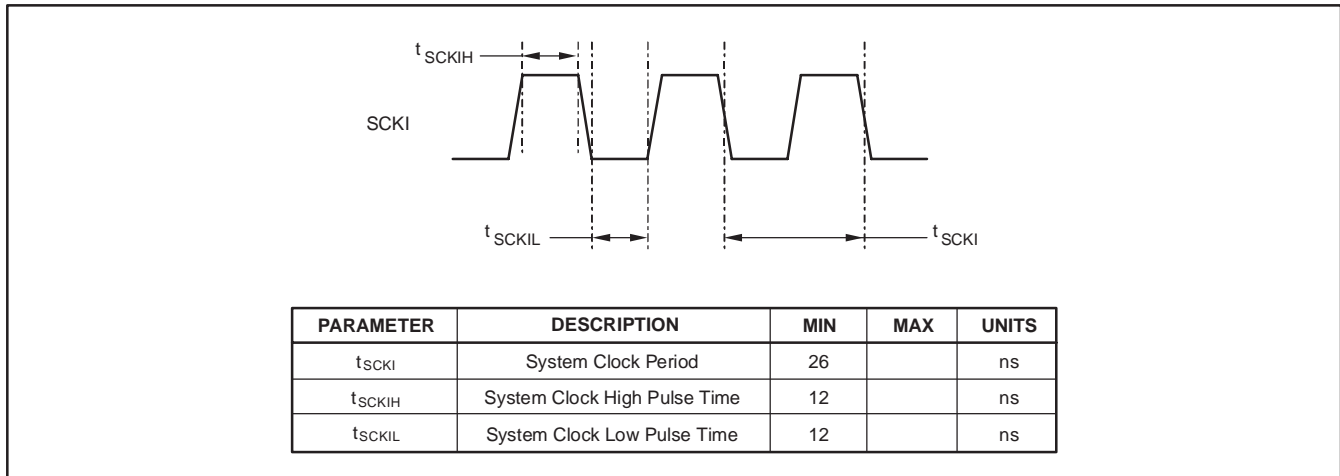 t SCKIH
SCKI
t SCKIL
t SCKI
PARAMETER DESCRIPTION MIN MAX UNITS
tSCKI System Clock Period 26 ns
tSCKIH System Clock High Pulse Time 12 ns
tSCKIL System Clock Low Pulse Time 12 ns